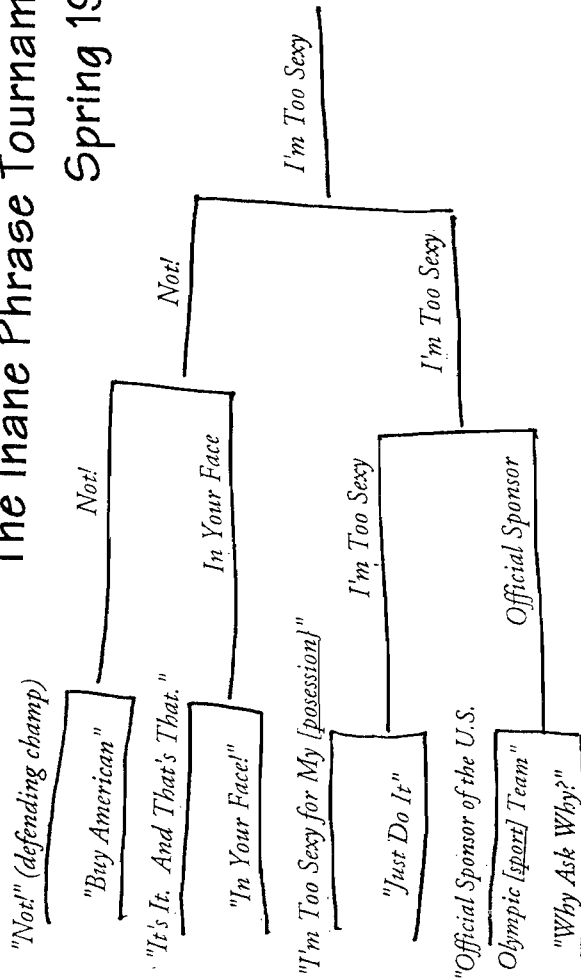 The Inane Phrase Tournam
Spring 19
"Not!" (defending champ)
"Buy American"
Not!
"It's It. And That's That."
"In Your Face!"
In Your Face
Not!
"I'm Too Sexy for My [posession]"
"Just Do It"
I'm Too Sexy
"Official Sponsor of the U.S.
Olympic [sport] Team"
"Why Ask Why?"
Official Sponsor
I'm Too Sexy
I'm Too Sexy